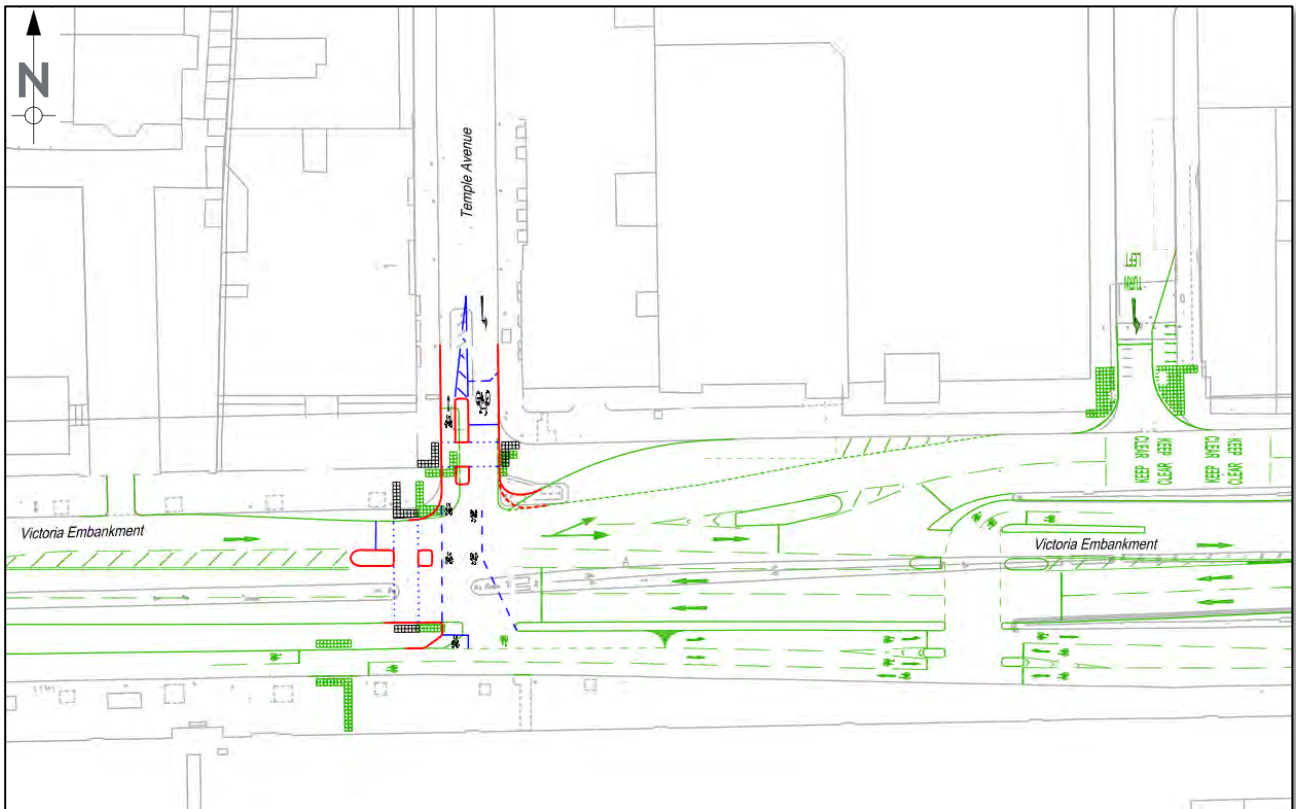 N
Temple Avenue
LEFT
TURN
KEEP
CLEAR
KEEP
CLEAR
KEEP
CLEAR
KEEP
CLEAR
Victoria Embankment
Victoria Embankment